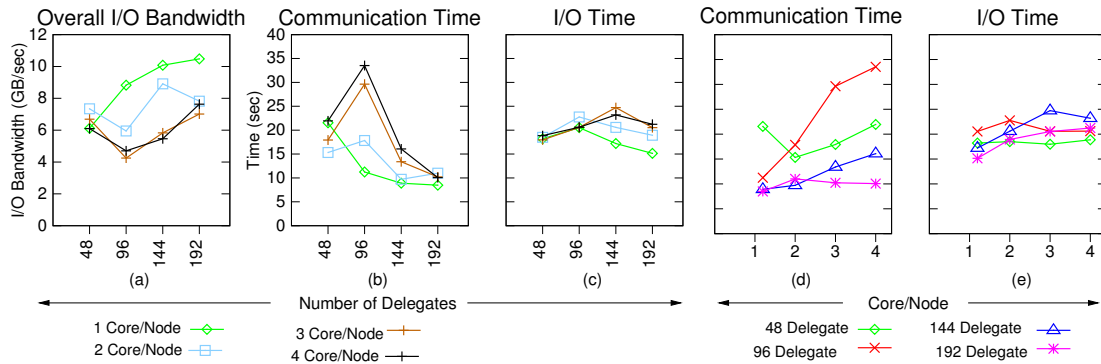 Overall I/O Bandwidth
Communication Time
I/O Time
Communication Time
I/O Time
I/O Bandwidth (GB/sec)
12
10
8
6
4
2
0
48
96
144
192
(a)
Time (sec)
40
35
30
25
20
15
10
5
0
48
96
144
192
(b)
48
96
144
192
(c)
1 2 3 4
(d)
1 2 3 4
(e)
Number of Delegates
Core/Node
1 Core/Node
2 Core/Node
3 Core/Node
4 Core/Node
48 Delegate
96 Delegate
144 Delegate
192 Delegate